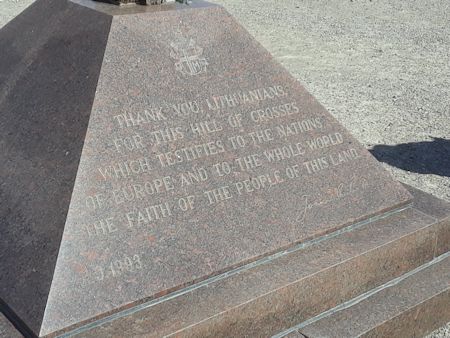 THANK YOU, LITHUANIANS,
FOR THIS HILL OF CROSSES
WHICH TESTIFIES TO THE NATIONS
OF EUROPE AND TO THE WHOLE WORLD
THE FAITH OF THE PEOPLE OF THIS LAND.
1993